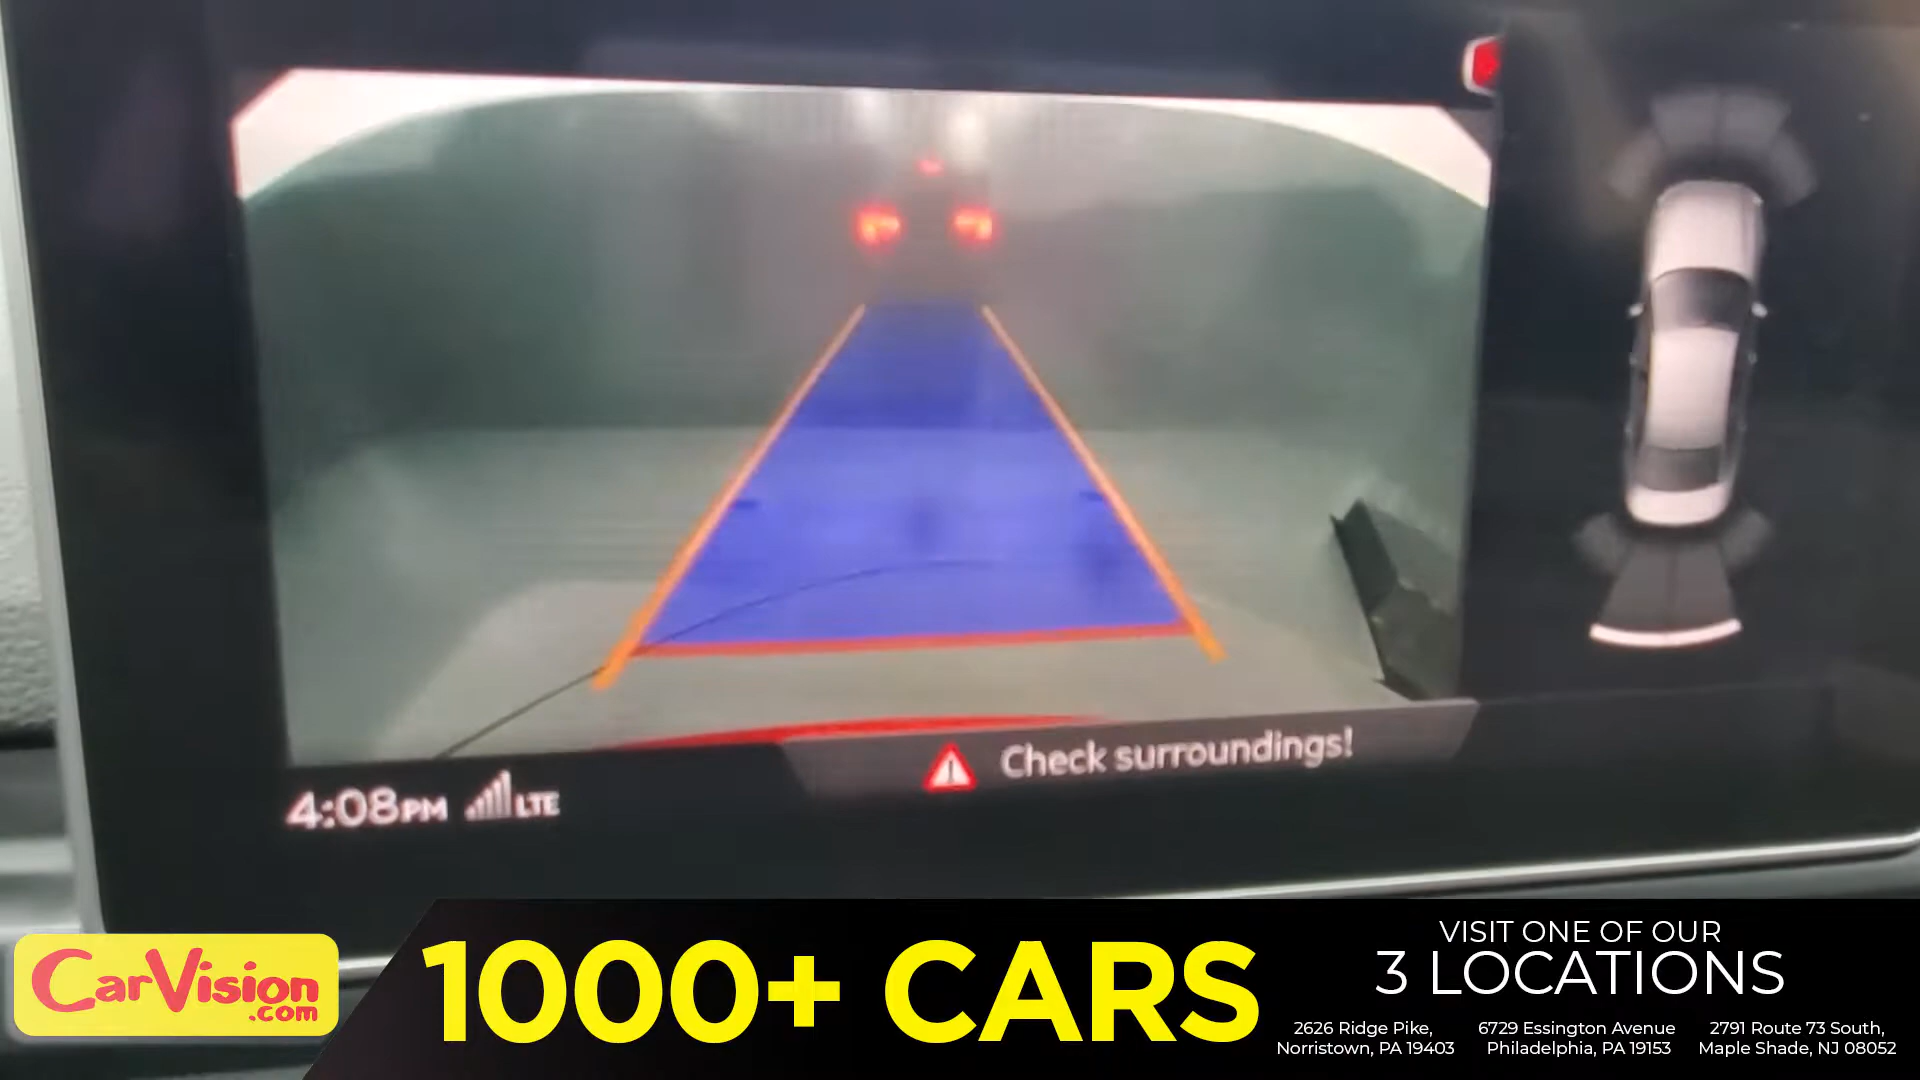 Check surroundings!
4:08PM LTE
CarVision
.com
1000+ CARS
VISIT ONE OF OUR
3 LOCATIONS
2626 Ridge Pike,
Norristown, PA 19403
6729 Essington Avenue
Philadelphia, PA 19153
2791 Route 73 South,
Maple Shade, NJ 08052